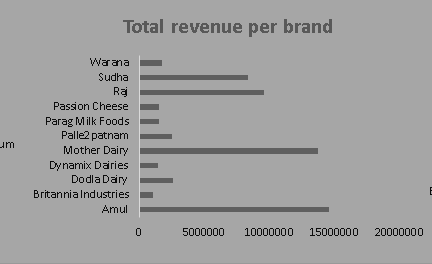 Total revenue per brand
Warana
Sudha
Raj
Passion Cheese
Parag Milk Foods
Palle2patnam
Mother Dairy
um
Dynamix Dairies
Dodla Dairy
Britannia Industries
Amul
0 5000000 10000000 15000000 20000000